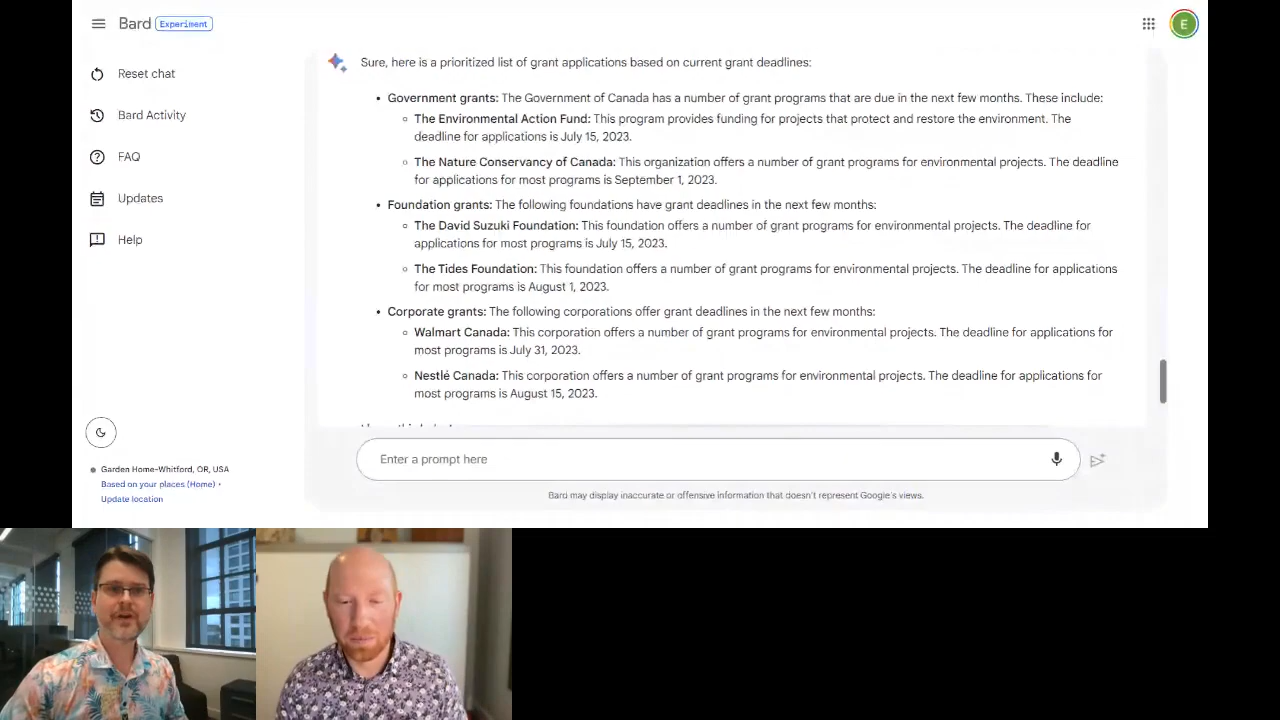 Bard Experiment
E
Reset chat
Bard Activity
FAQ
Updates
Help
Garden Home-Whitford, OR, USA
Based on your places (Home) •
Update location
Sure, here is a prioritized list of grant applications based on current grant deadlines:
• Government grants: The Government of Canada has a number of grant programs that are due in the next few months. These include:
◦ The Environmental Action Fund: This program provides funding for projects that protect and restore the environment. The
deadline for applications is July 15, 2023.
◦ The Nature Conservancy of Canada: This organization offers a number of grant programs for environmental projects. The deadline
for applications for most programs is September 1, 2023.
• Foundation grants: The following foundations have grant deadlines in the next few months:
◦ The David Suzuki Foundation: This foundation offers a number of grant programs for environmental projects. The deadline for
applications for most programs is July 15, 2023.
◦ The Tides Foundation: This foundation offers a number of grant programs for environmental projects. The deadline for applications
for most programs is August 1, 2023.
• Corporate grants: The following corporations offer grant deadlines in the next few months:
◦ Walmart Canada: This corporation offers a number of grant programs for environmental projects. The deadline for applications for
most programs is July 31, 2023.
◦ Nestlé Canada: This corporation offers a number of grant programs for environmental projects. The deadline for applications for
most programs is August 15, 2023.
Enter a prompt here
Bard may display inaccurate or offensive information that doesn't represent Google's views.